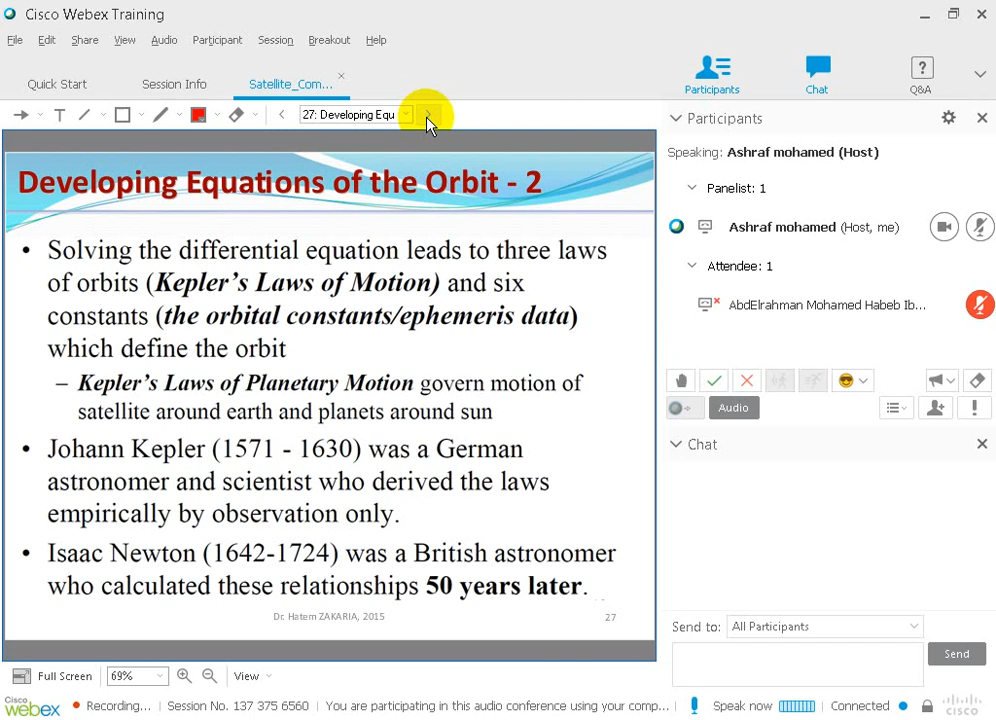 Cisco Webex Training
File Edit Share View Audio Participant Session Breakout Help
Quick Start Session Info Satellite_Com...
Participants Chat Q&A
T 27: Developing Equ
Participants
Speaking: Ashraf mohamed (Host)
Panelist: 1
Ashraf mohamed (Host, me)
Attendee: 1
AbdElrahman Mohamed Habeb Ib...
Audio
Chat
Send to: All Participants
Send
Developing Equations of the Orbit - 2
• Solving the differential equation leads to three laws
of orbits (Kepler's Laws of Motion) and six
constants (the orbital constants/ephemeris data)
which define the orbit
– Kepler's Laws of Planetary Motion govern motion of
satellite around earth and planets around sun
• Johann Kepler (1571 - 1630) was a German
astronomer and scientist who derived the laws
empirically by observation only.
• Isaac Newton (1642-1724) was a British astronomer
who calculated these relationships 50 years later.
Dr. Hatem ZAKARIA, 2015 27
Full Screen 69% View
Cisco webex Recording... Session No. 137 375 6560 You are participating in this audio conference using your comp... Speak now Connected cisco